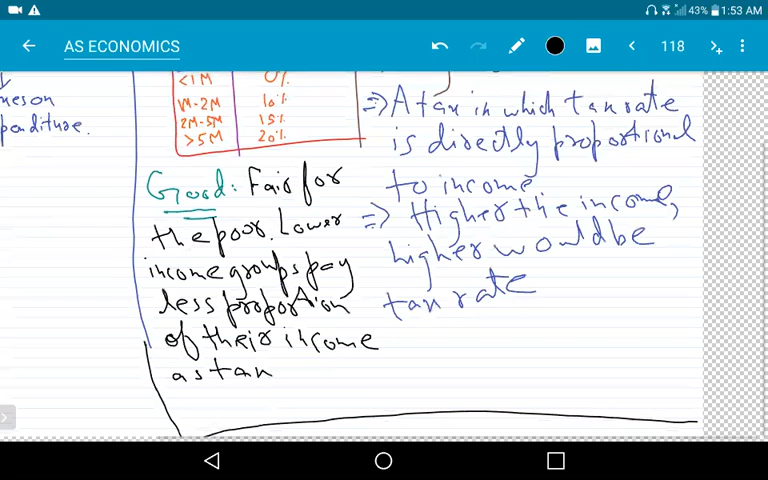 43% 1:53 AM
AS ECONOMICS
118
<1M 0%
1M-2M 10%
2M-5M 15%
>5M 20%
penditure.
Good: Fair for
the poor. Lower
income groups pay
less proportion
of their income
as tax
=> A tax in which tax rate
is directly proportional
to income
=> Higher the income,
higher would be
tax rate